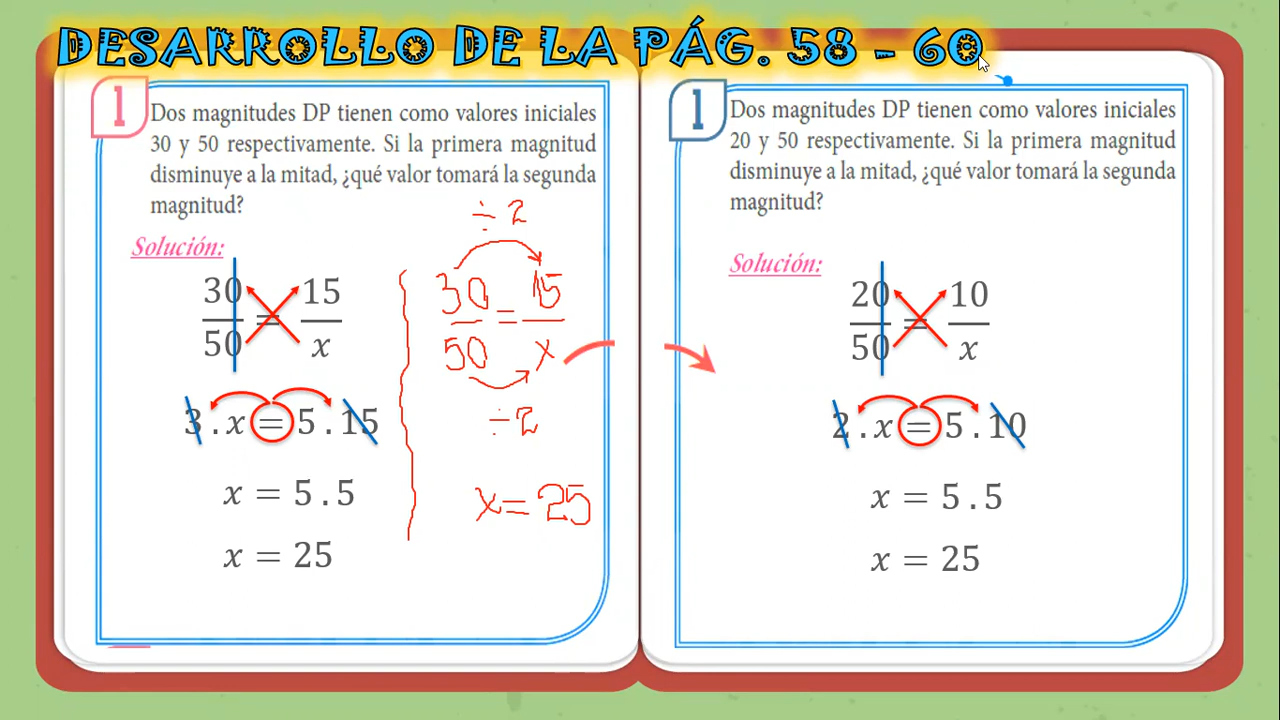 DESARROLLO DE LA PÁG. 58 – 60
1
Dos magnitudes DP tienen como valores iniciales
30 y 50 respectivamente. Si la primera magnitud
disminuye a la mitad, ¿qué valor tomará la segunda
magnitud?
Solución:
30/50 = 15/x
3 . x = 5 . 15
x = 5 . 5
x = 25
÷ 2
30/50 = 15/x
÷ 2
x = 25
1
Dos magnitudes DP tienen como valores iniciales
20 y 50 respectivamente. Si la primera magnitud
disminuye a la mitad, ¿qué valor tomará la segunda
magnitud?
Solución:
20/50 = 10/x
2 . x = 5 . 10
x = 5 . 5
x = 25